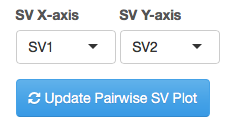 SV X-axis SV Y-axis
SV1 SV2
Update Pairwise SV Plot